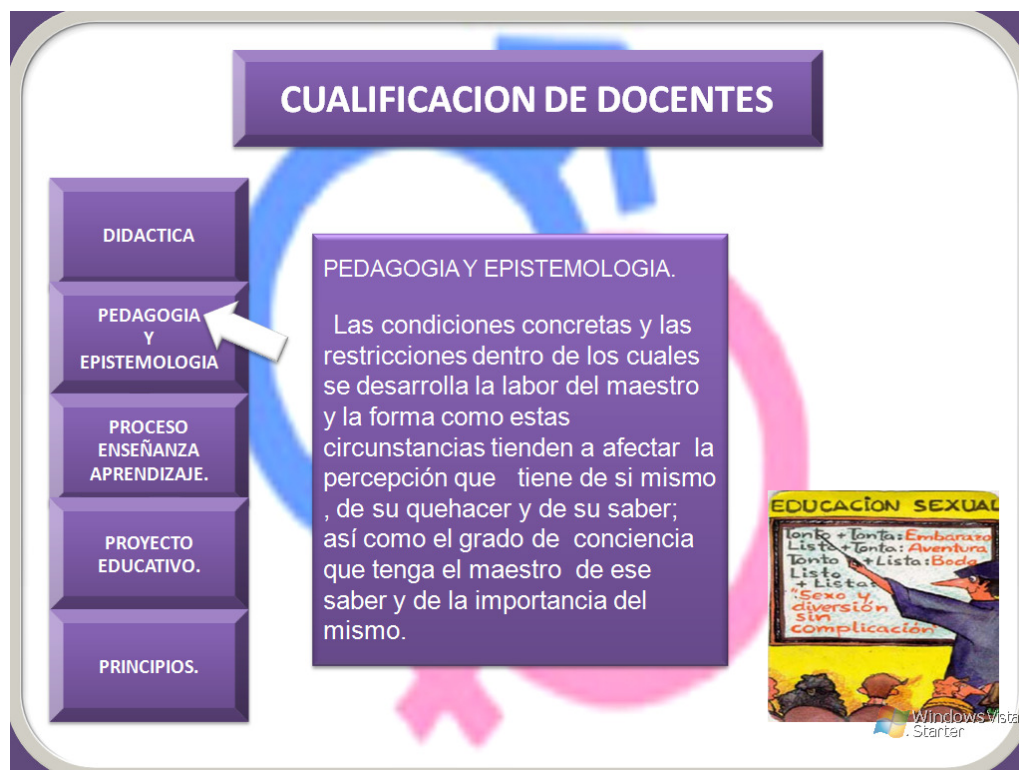 CUALIFICACION DE DOCENTES
DIDACTICA
PEDAGOGIA
Y
EPISTEMOLOGIA
PROCESO
ENSEÑANZA
APRENDIZAJE.
PROYECTO
EDUCATIVO.
PRINCIPIOS.
PEDAGOGIA Y EPISTEMOLOGIA.
Las condiciones concretas y las
restricciones dentro de los cuales
se desarrolla la labor del maestro
y la forma como estas
circunstancias tienden a afectar la
percepción que tiene de si mismo
, de su quehacer y de su saber;
así como el grado de conciencia
que tenga el maestro de ese
saber y de la importancia del
mismo.
EDUCACION SEXUAL
Tonto + Tonta: Embarazo
Listo + Tonta: Aventura
Tonto + Lista: Boda
Listo
+ Lista:
"Sexo y
diversión
sin
complicación"
Windows Vista
Starter